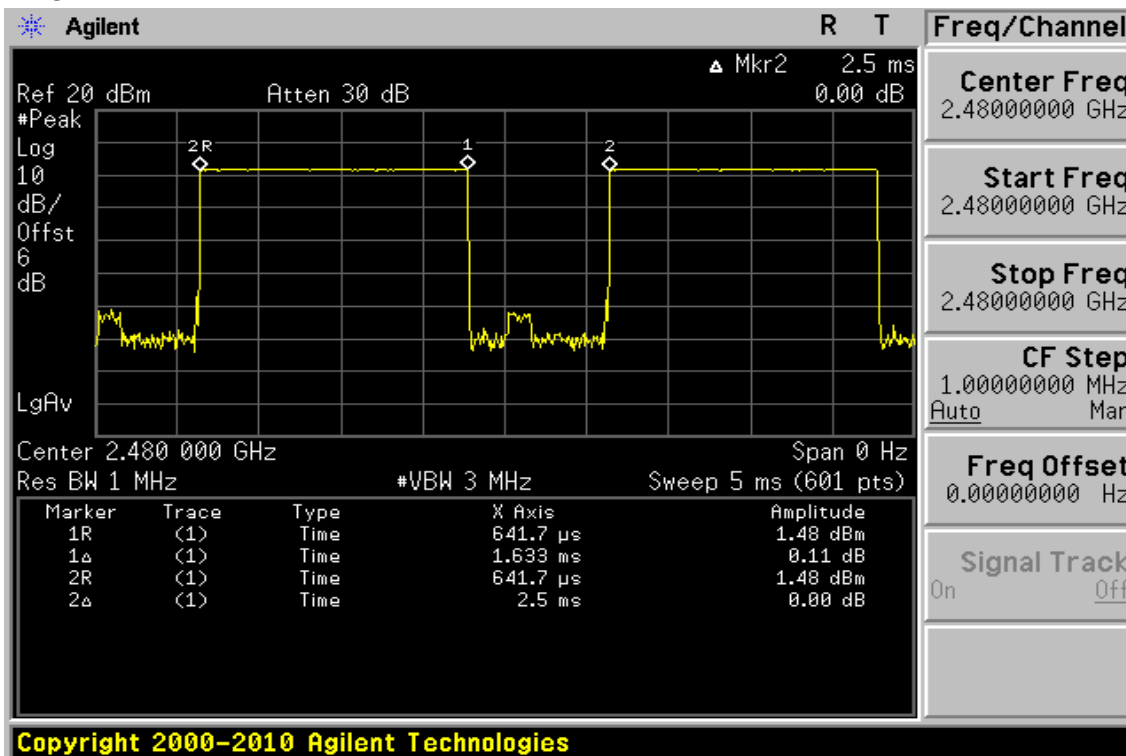 Agilent R T
Δ Mkr2 2.5 ms
Ref 20 dBm Atten 30 dB 0.00 dB
#Peak
Log
10
dB/
Offst
6
dB
LgAv
2R 1 2
Center 2.480 000 GHz Span 0 Hz
Res BW 1 MHz #VBW 3 MHz Sweep 5 ms (601 pts)
Marker Trace Type X Axis Amplitude
1R (1) Time 641.7 µs 1.48 dBm
1Δ (1) Time 1.633 ms 0.11 dB
2R (1) Time 641.7 µs 1.48 dBm
2Δ (1) Time 2.5 ms 0.00 dB
Copyright 2000-2010 Agilent Technologies
Freq/Channel
Center Freq
2.48000000 GHz
Start Freq
2.48000000 GHz
Stop Freq
2.48000000 GHz
CF Step
1.00000000 MHz
Auto Man
Freq Offset
0.00000000 Hz
Signal Track
On Off